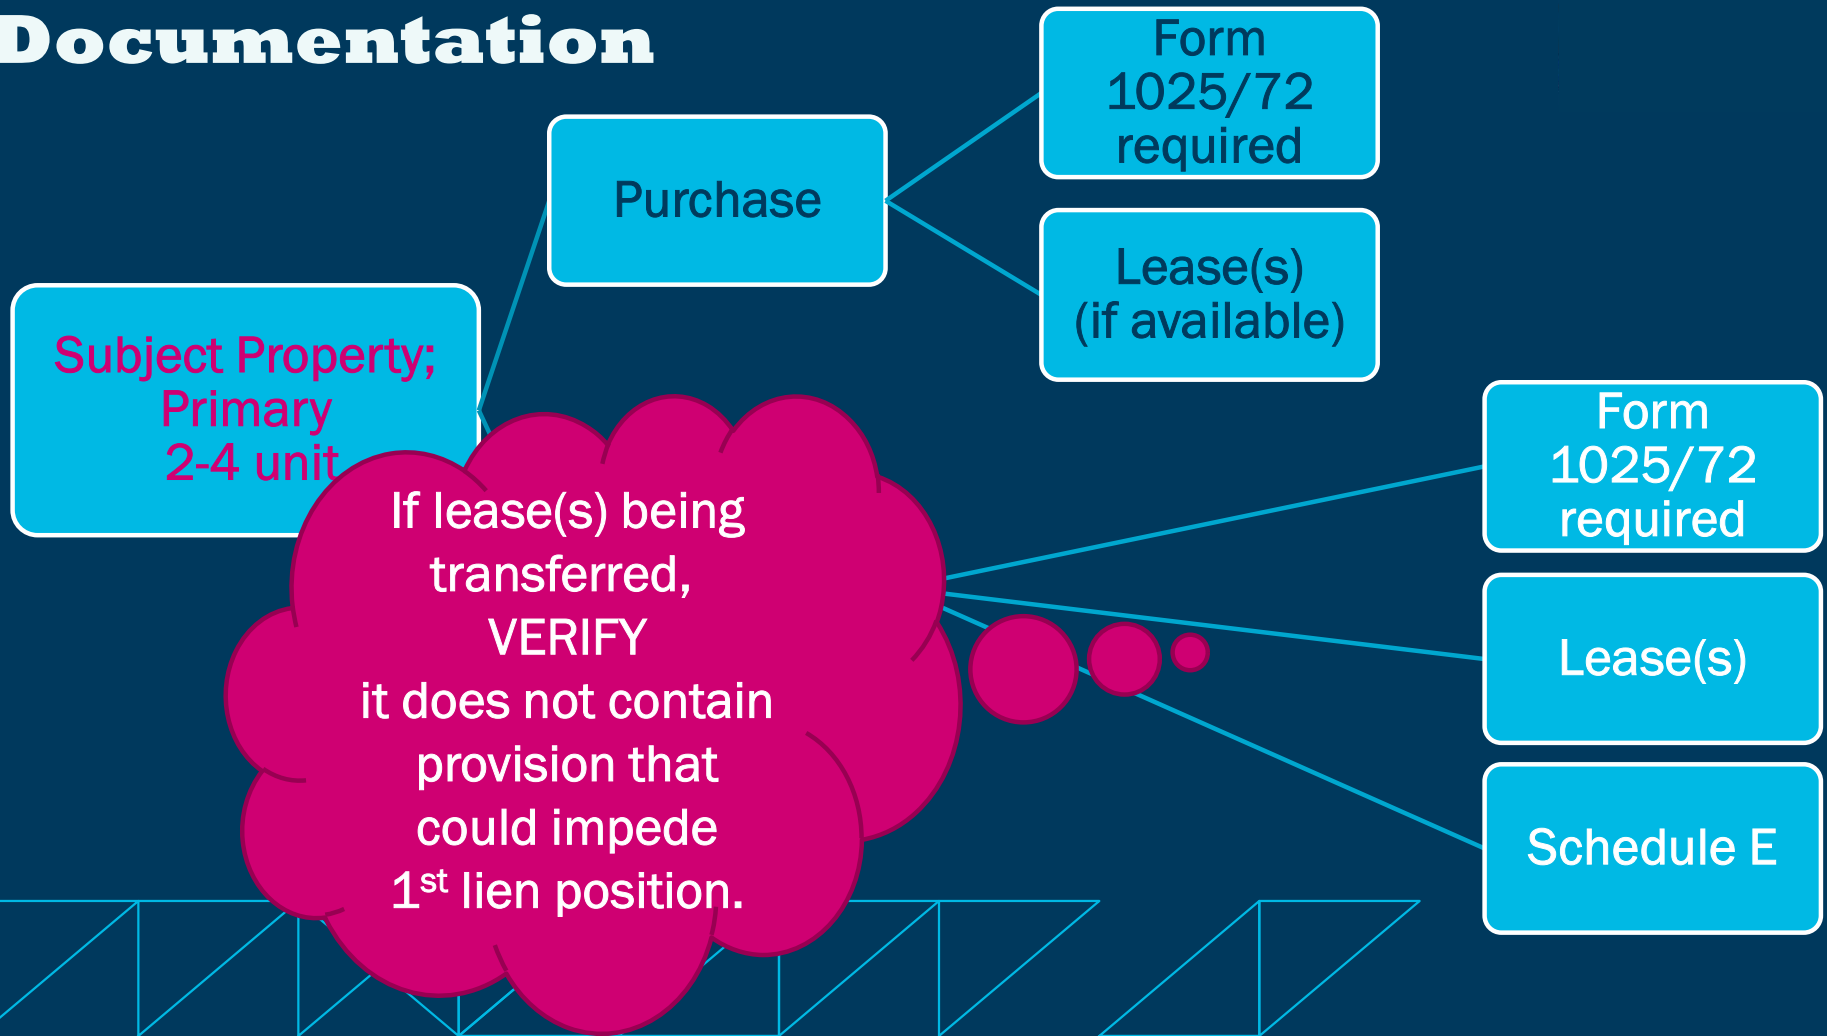 Documentation
Form
1025/72
required
Purchase
Lease(s)
(if available)
Subject Property;
Primary
2-4 unit
If lease(s) being
transferred,
VERIFY
it does not contain
provision that
could impede
1st lien position.
Form
1025/72
required
Lease(s)
Schedule E